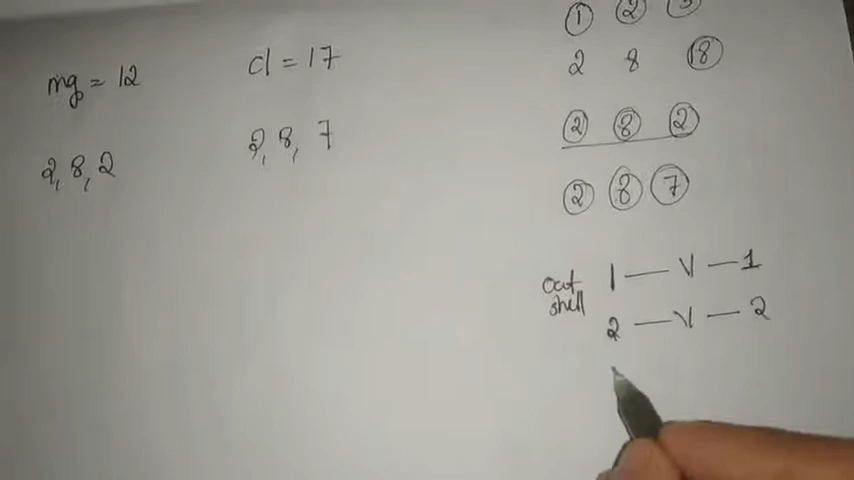 mg = 12
2, 8, 2
cl = 17
2, 8, 7
1 2 3
2 8 18
2 8 2
2 8 7
out shell
1 — V — 1
2 — V — 2